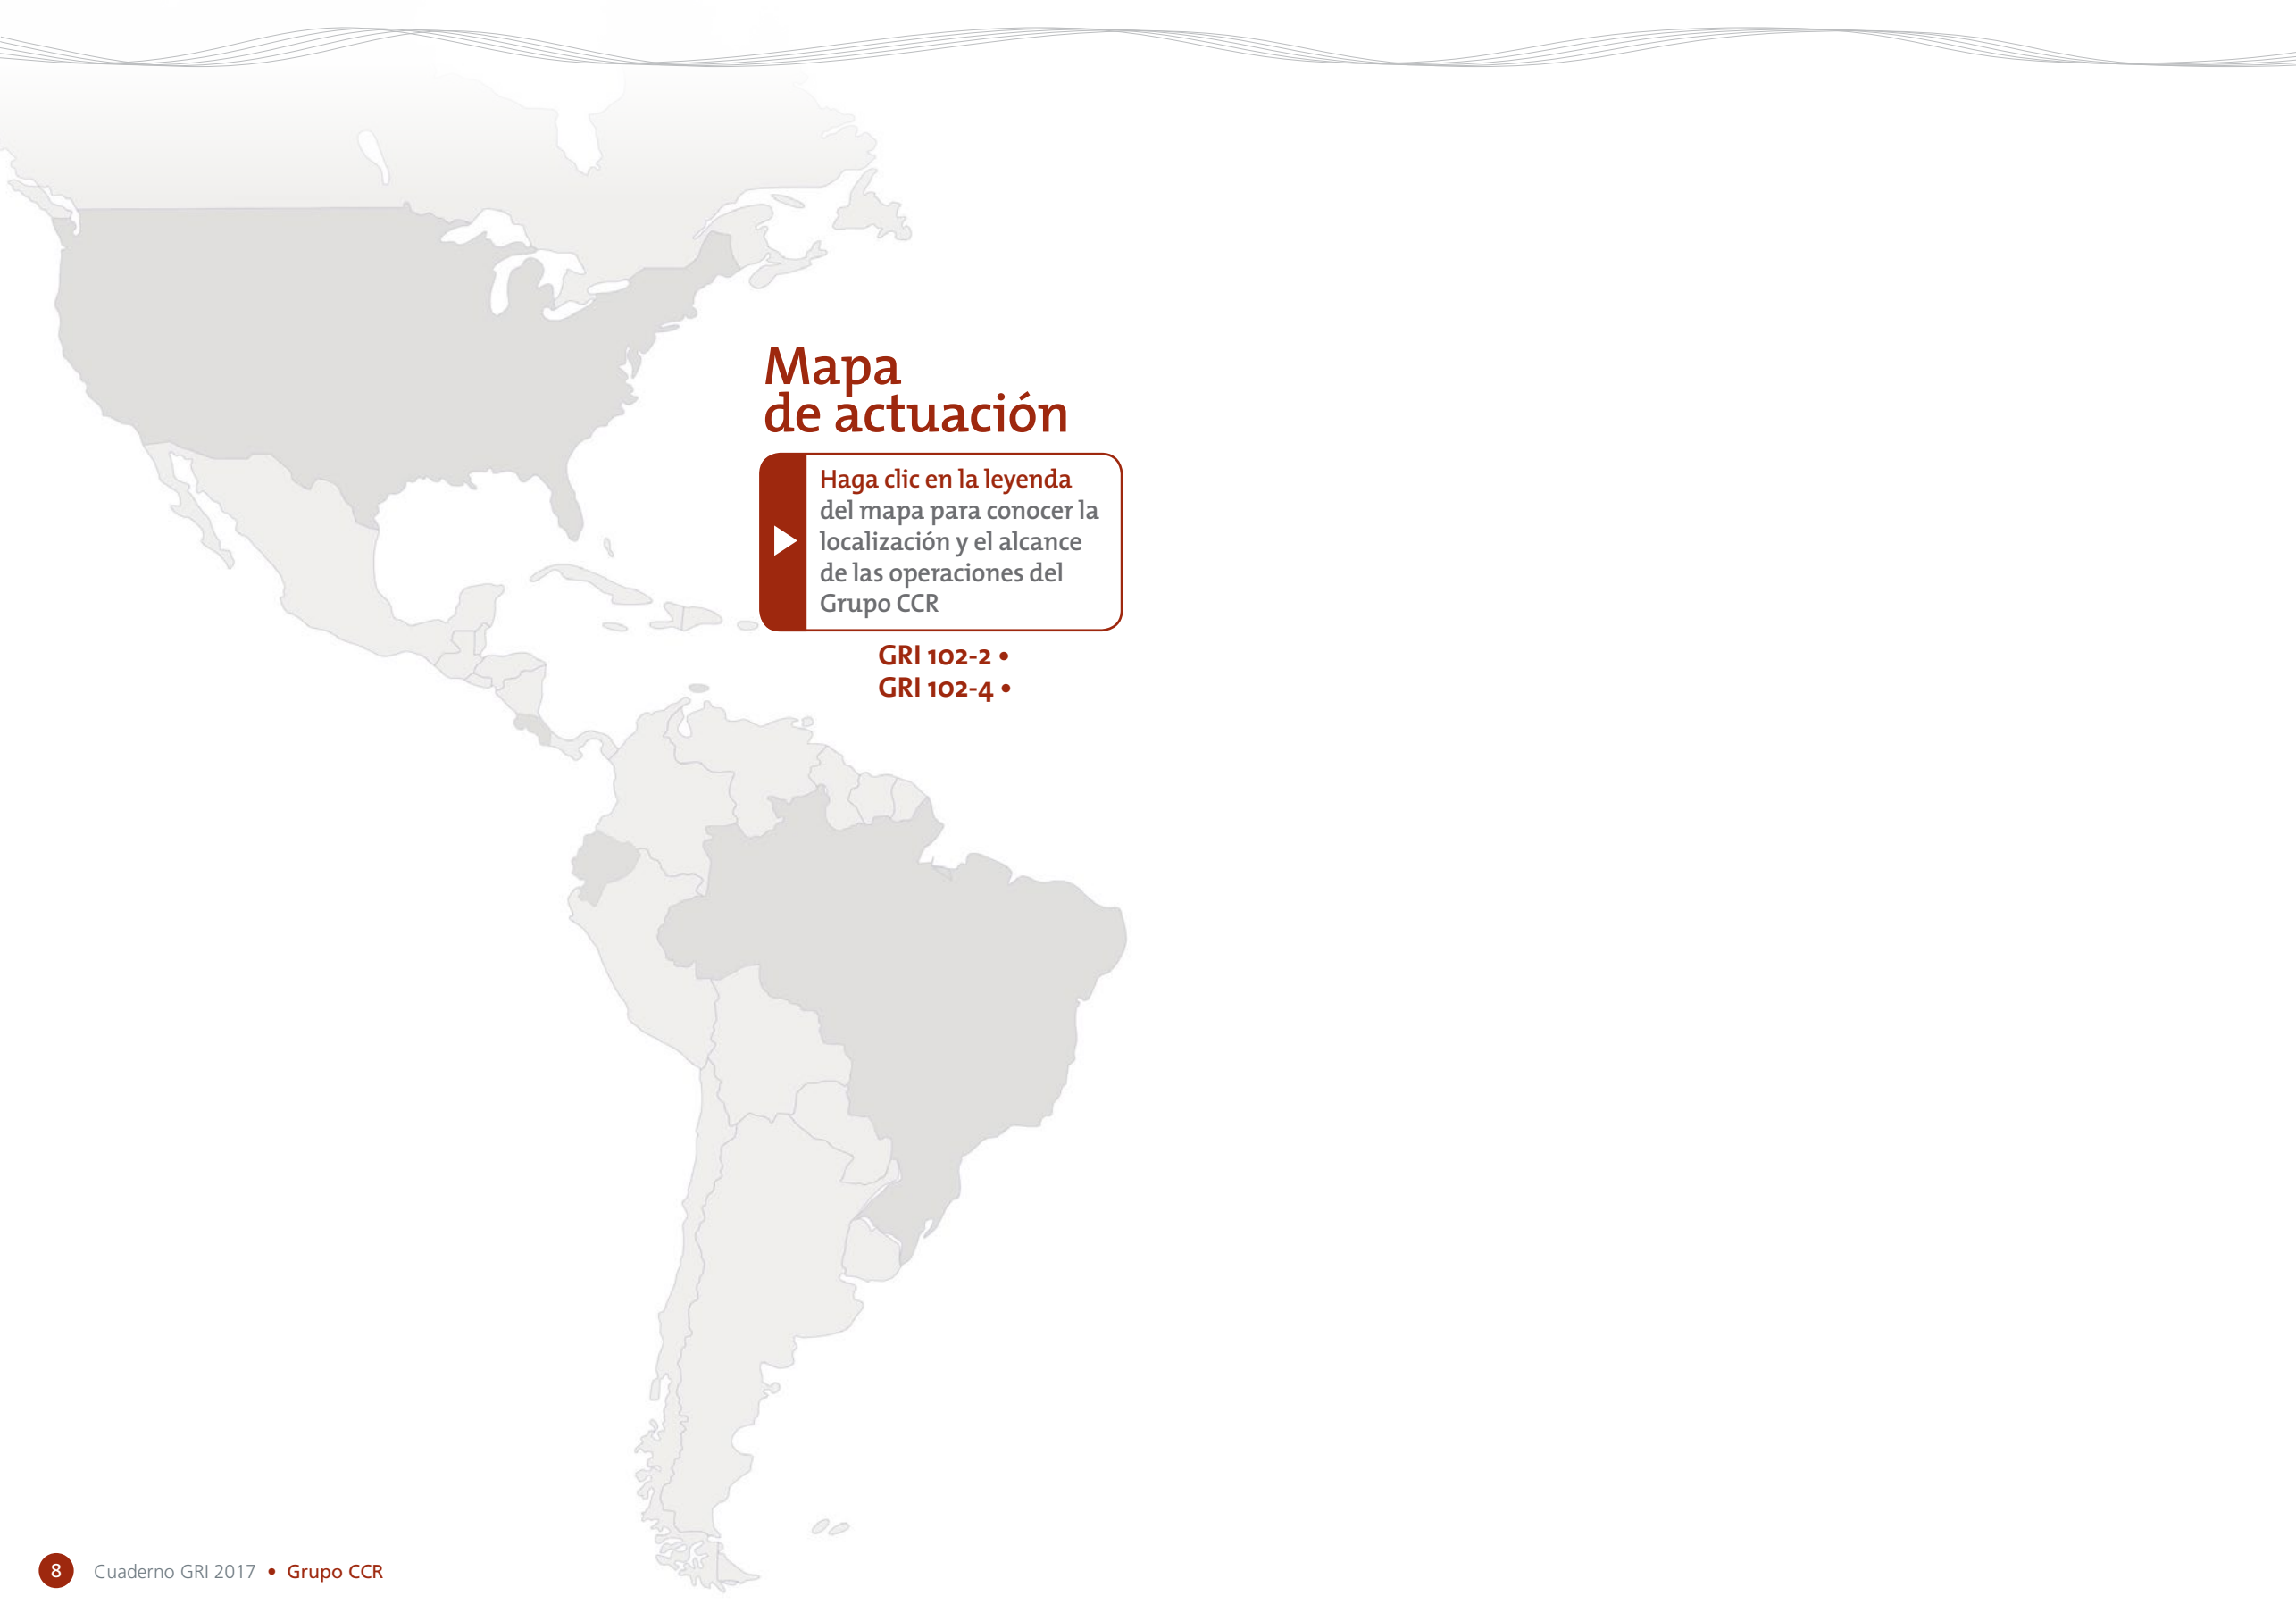 Mapa
de actuación
Haga clic en la leyenda
del mapa para conocer la
localización y el alcance
de las operaciones del
Grupo CCR
GRI 102-2 •
GRI 102-4 •
8 Cuaderno GRI 2017 • Grupo CCR